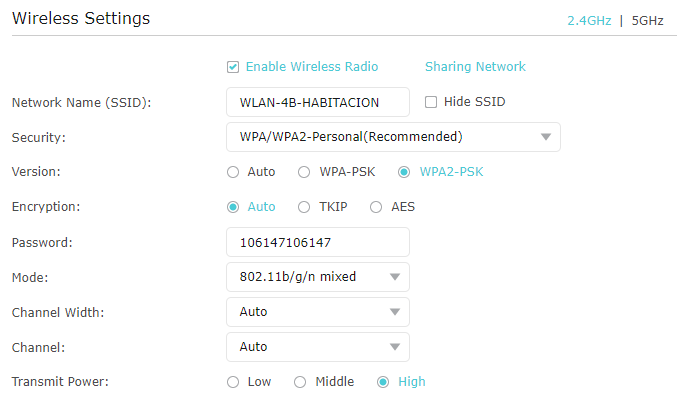 Wireless Settings 2.4GHz | 5GHz
Enable Wireless Radio Sharing Network
Network Name (SSID): WLAN-4B-HABITACION Hide SSID
Security: WPA/WPA2-Personal(Recommended)
Version: Auto WPA-PSK WPA2-PSK
Encryption: Auto TKIP AES
Password: 106147106147
Mode: 802.11b/g/n mixed
Channel Width: Auto
Channel: Auto
Transmit Power: Low Middle High